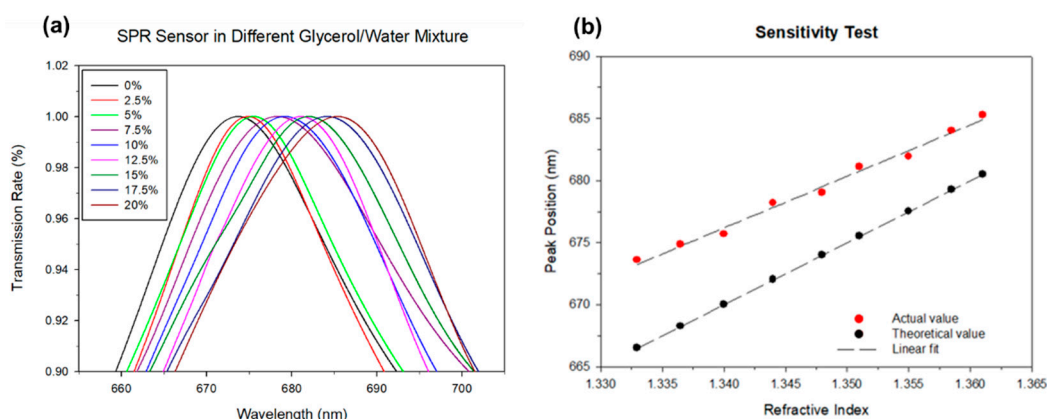 (a)
SPR Sensor in Different Glycerol/Water Mixture
1.02
1.00
0.98
0.96
0.94
0.92
0.90
Transmission Rate (%)
0%
2.5%
5%
7.5%
10%
12.5%
15%
17.5%
20%
660 670 680 690 700
Wavelength (nm)
(b)
Sensitivity Test
690
685
680
675
670
665
Peak Position (nm)
Actual value
Theoretical value
Linear fit
1.330 1.335 1.340 1.345 1.350 1.355 1.360 1.365
Refractive Index